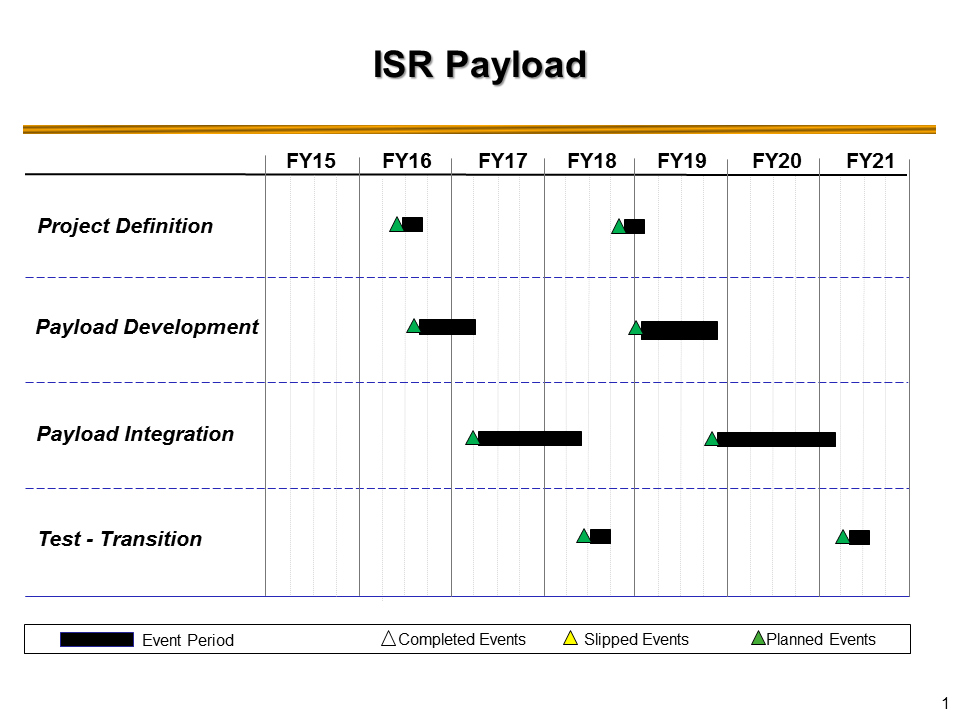 ISR Payload
FY15 FY16 FY17 FY18 FY19 FY20 FY21
Project Definition
Payload Development
Payload Integration
Test - Transition
Event Period Completed Events Slipped Events Planned Events
1